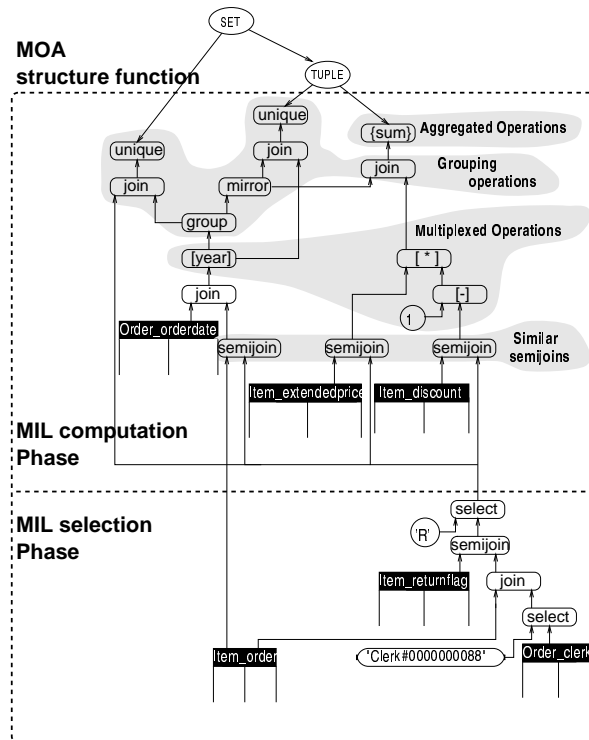 SET
MOA
structure function
TUPLE
unique
{sum}
Aggregated Operations
unique
join
join
Grouping
operations
join
mirror
group
Multiplexed Operations
[year]
[ * ]
join
[-]
1
Order_orderdate
Similar
semijoins
semijoin
semijoin
semijoin
Item_extendedprice
Item_discount
MIL computation
Phase
MIL selection
Phase
select
'R'
semijoin
Item_returnflag
join
select
Item_order
'Clerk#0000000088'
Order_clerk